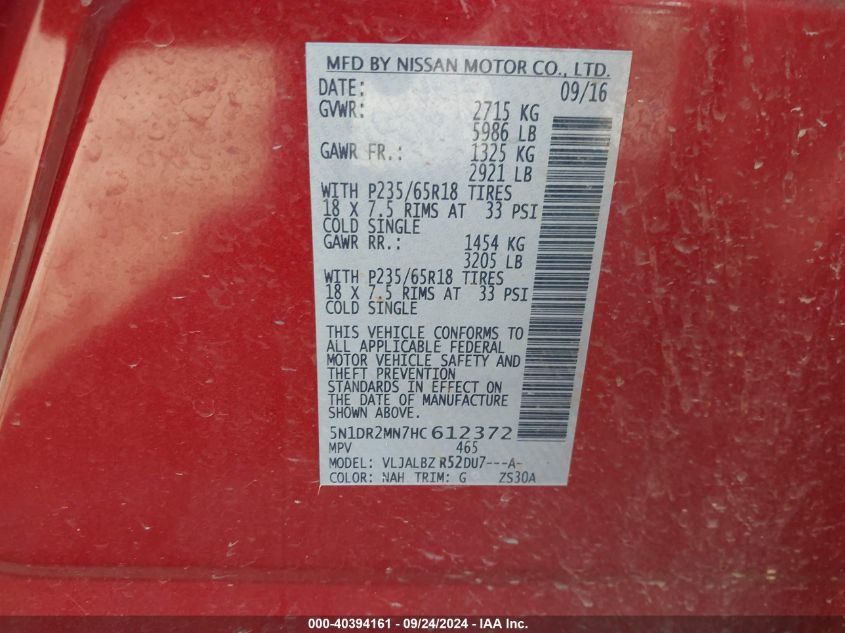 MFD BY NISSAN MOTOR CO., LTD.
DATE: 09/16
GVWR: 2715 KG
5986 LB
GAWR FR.: 1325 KG
2921 LB
WITH P235/65R18 TIRES
18 X 7.5 RIMS AT 33 PSI
COLD SINGLE
GAWR RR.: 1454 KG
3205 LB
WITH P235/65R18 TIRES
18 X 7.5 RIMS AT 33 PSI
COLD SINGLE
THIS VEHICLE CONFORMS TO
ALL APPLICABLE FEDERAL
MOTOR VEHICLE SAFETY AND
THEFT PREVENTION
STANDARDS IN EFFECT ON
THE DATE OF MANUFACTURE
SHOWN ABOVE.
5N1DR2MN7HC612372
MPV 465
MODEL: VLJALBZ R52DU7---A-
COLOR: NAH TRIM: G ZS30A
000-40394161 - 09/24/2024 - IAA Inc.